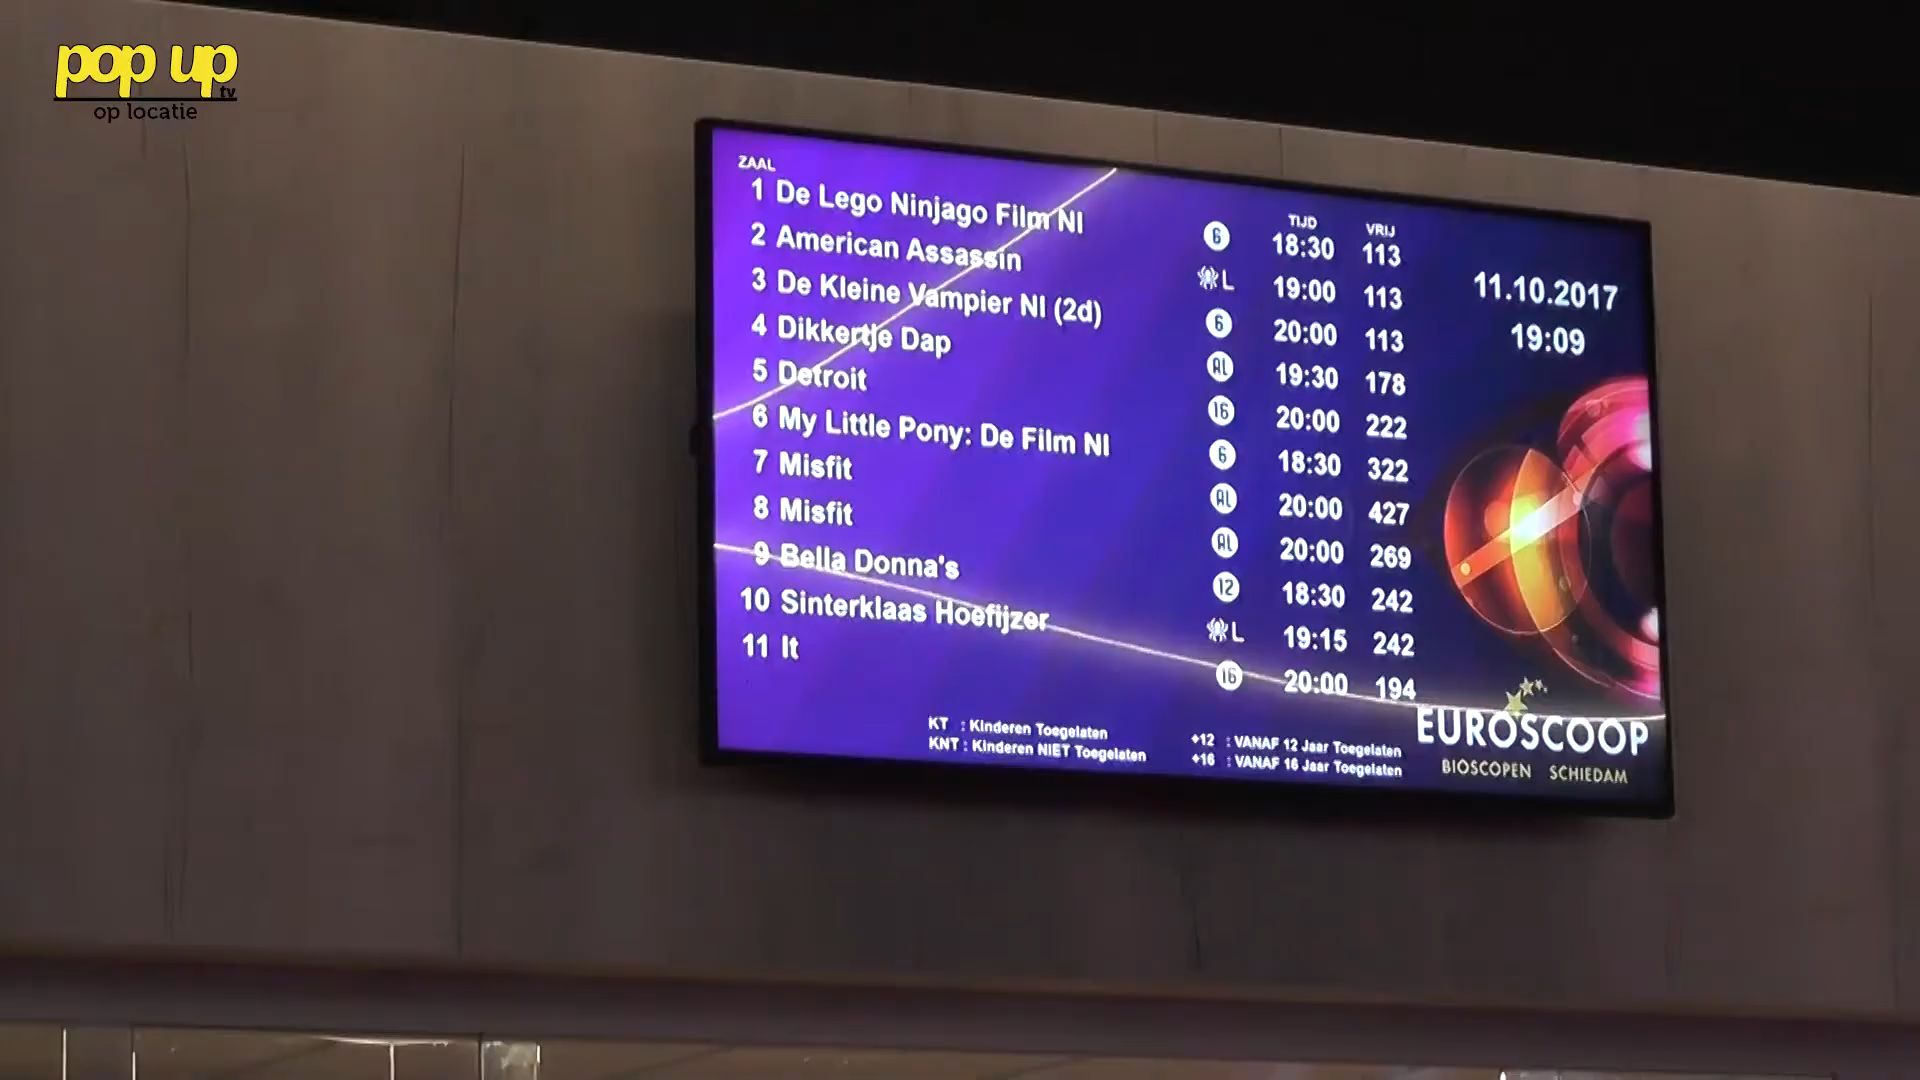 pop up
tv
op locatie
ZAAL TIJD VRIJ
1 De Lego Ninjago Film Nl 6 18:30 113
2 American Assassin L 19:00 113
3 De Kleine Vampier Nl (2d) 6 20:00 113
4 Dikkertje Dap AL 19:30 178
5 Detroit 16 20:00 222
6 My Little Pony: De Film Nl 6 18:30 322
7 Misfit AL 20:00 427
8 Misfit AL 20:00 269
9 Bella Donna's 12 18:30 242
10 Sinterklaas Hoefijzer L 19:15 242
11 It 16 20:00 194
11.10.2017
19:09
KT : Kinderen Toegelaten
KNT : Kinderen NIET Toegelaten
+12 : VANAF 12 Jaar Toegelaten
+16 : VANAF 16 Jaar Toegelaten
EUROSCOOP
BIOSCOPEN SCHIEDAM